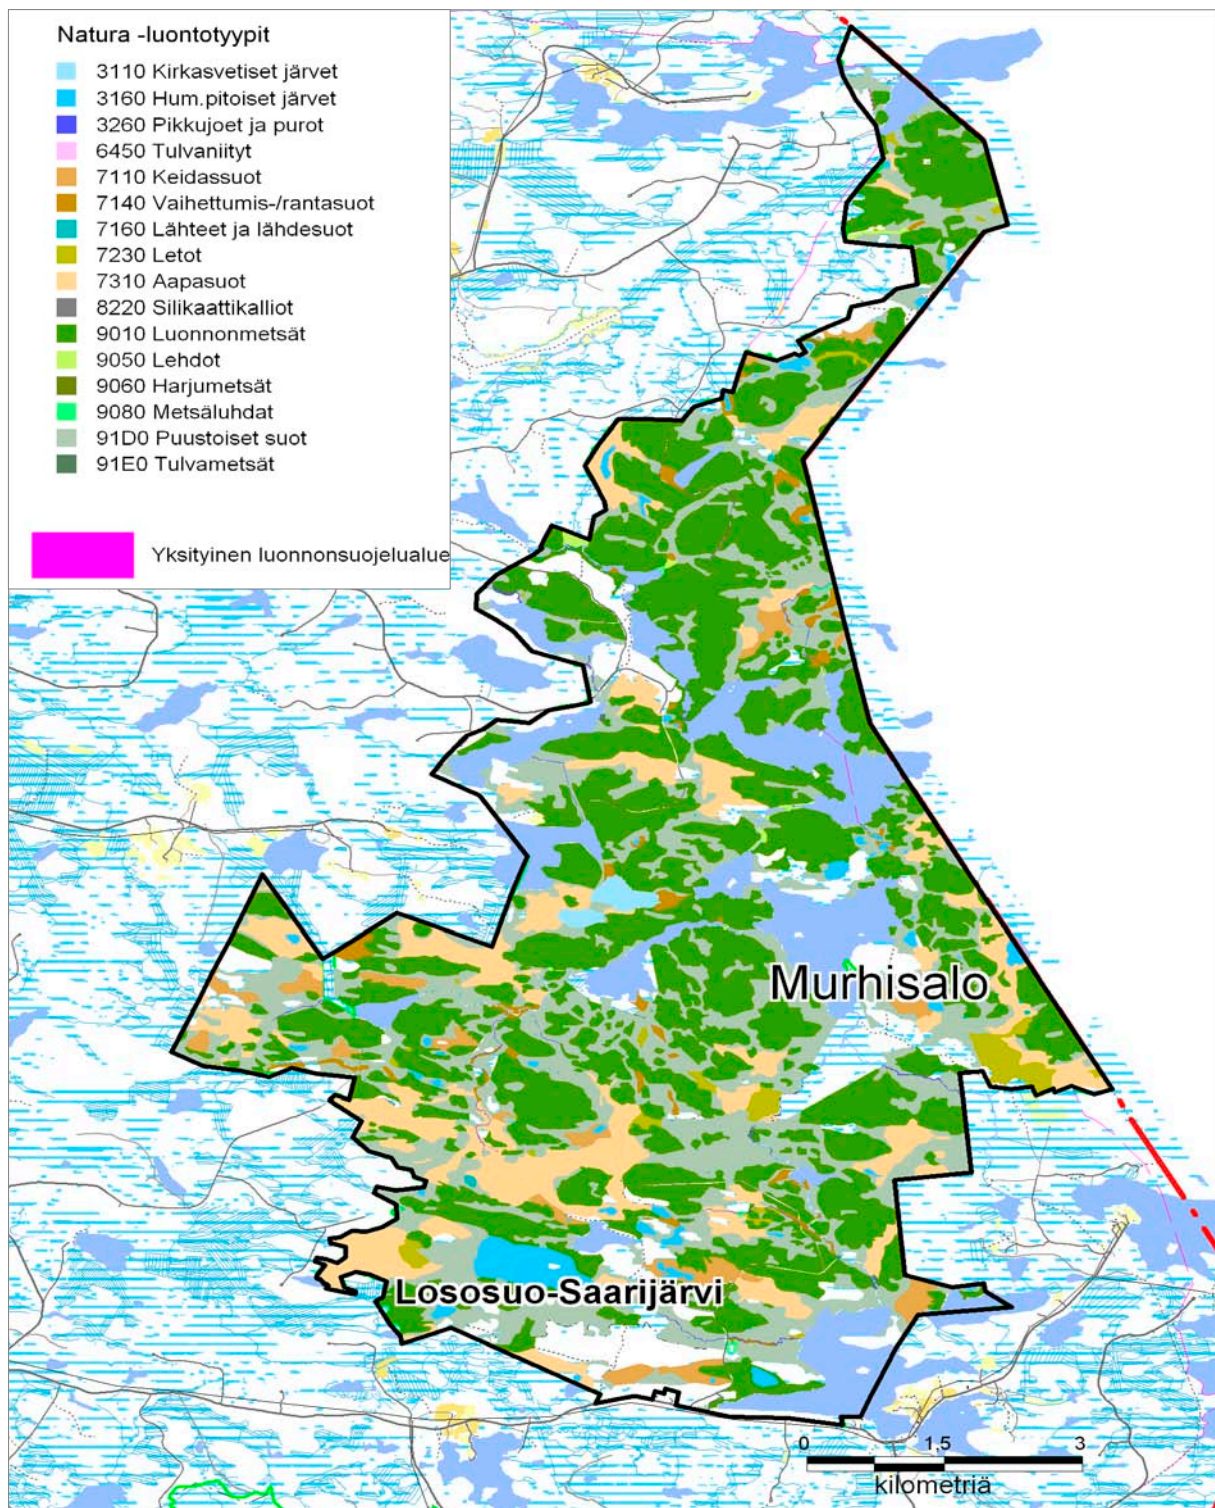 Natura -luontotyypit
3110 Kirkasvetiset järvet
3160 Hum.pitoiset järvet
3260 Pikkujoet ja purot
6450 Tulvaniityt
7110 Keidassuot
7140 Vaihettumis-/rantasuot
7160 Lähteet ja lähdesuot
7230 Letot
7310 Aapasuot
8220 Silikaattikalliot
9010 Luonnonmetsät
9050 Lehdot
9060 Harjumetsät
9080 Metsäluhdat
91D0 Puustoiset suot
91E0 Tulvametsät
Yksityinen luonnonsuojelualue
Murhisalo
Lososuo-Saarijärvi
0 1,5 3
kilometriä